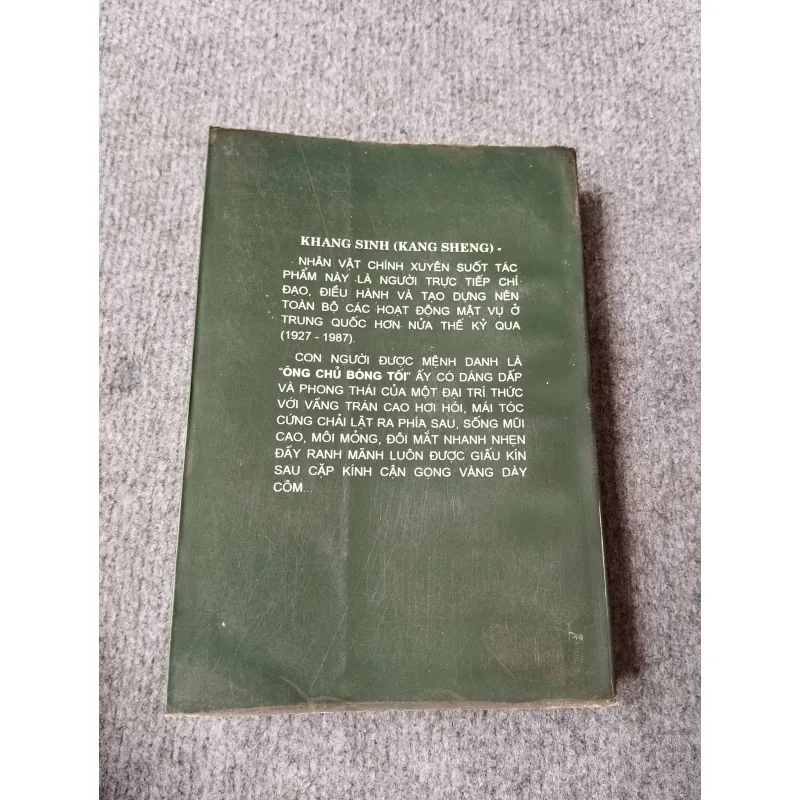 KHANG SINH (KANG SHENG) -
NHÂN VẬT CHÍNH XUYÊN SUỐT TÁC
PHẨM NÀY LÀ NGƯỜI TRỰC TIẾP CHỈ
ĐẠO, ĐIỀU HÀNH VÀ TẠO DỰNG NÊN
TOÀN BỘ CÁC HOẠT ĐỘNG MẬT VỤ Ở
TRUNG QUỐC HƠN NỬA THẾ KỶ QUA
(1927 - 1987).
CON NGƯỜI ĐƯỢC MỆNH DANH LÀ
"ÔNG CHỦ BÓNG TỐI" ẤY CÓ DÁNG DẤP
VÀ PHONG THÁI CỦA MỘT ĐẠI TRÍ THỨC
VỚI VẦNG TRÁN CAO HƠI HÓI, MÁI TÓC
CỨNG CHẢI LẬT RA PHÍA SAU, SỐNG MŨI
CAO, MÔI MỎNG, ĐÔI MẮT NHANH NHẸN
ĐẦY RANH MÃNH LUÔN ĐƯỢC GIẤU KÍN
SAU CẶP KÍNH CẬN GỌNG VÀNG DÀY
CỘM...